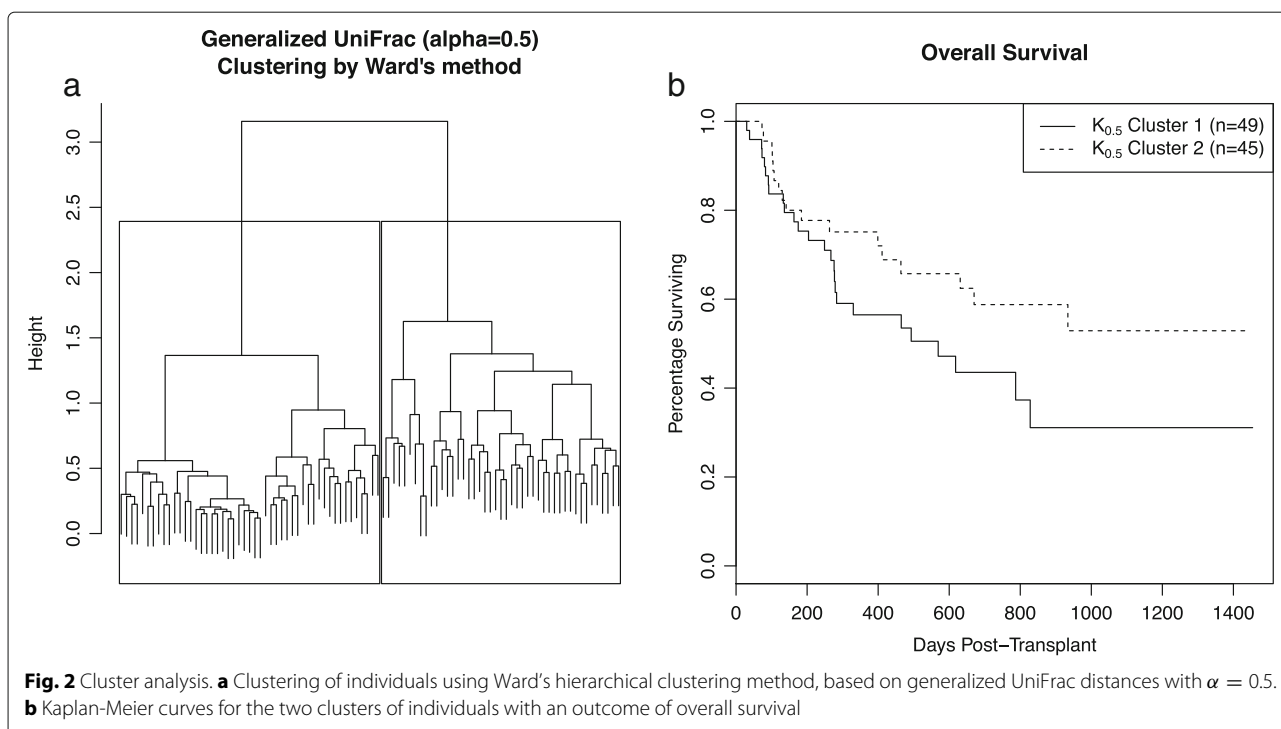 Generalized UniFrac (alpha=0.5)
Clustering by Ward's method
a
Height
3.0
2.5
2.0
1.5
1.0
0.5
0.0
Overall Survival
b
K0.5 Cluster 1 (n=49)
K0.5 Cluster 2 (n=45)
Percentage Surviving
1.0
0.8
0.6
0.4
0.2
0.0
0 200 400 600 800 1000 1200 1400
Days Post−Transplant
Fig. 2 Cluster analysis. a Clustering of individuals using Ward's hierarchical clustering method, based on generalized UniFrac distances with α = 0.5.
b Kaplan-Meier curves for the two clusters of individuals with an outcome of overall survival